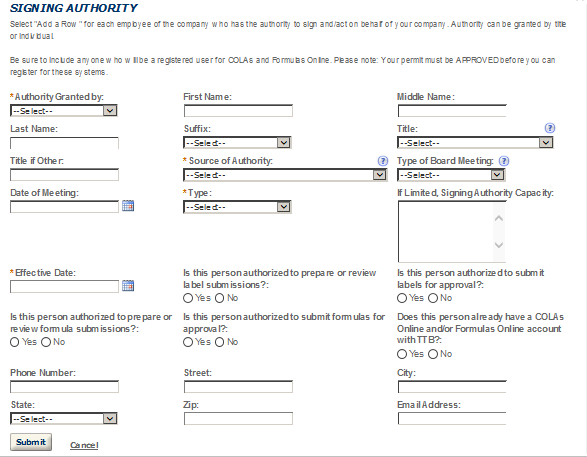 SIGNING AUTHORITY
Select "Add a Row" for each employee of the company who has the authority to sign and/act on behalf of your company. Authority can be granted by title
or individual.
Be sure to include anyone who will be a registered user for COLAs and Formulas Online. Please note: Your permit must be APPROVED before you can
register for these systems.
*Authority Granted by: First Name: Middle Name:
--Select--
Last Name: Suffix: Title: ?
--Select-- --Select--
Title if Other: * Source of Authority: ? Type of Board Meeting: ?
--Select-- --Select--
Date of Meeting: *Type: If Limited, Signing Authority Capacity:
--Select--
*Effective Date: Is this person authorized to prepare or review Is this person authorized to submit
label submissions?: labels for approval?:
Yes No Yes No
Is this person authorized to prepare or Is this person authorized to submit formulas for Does this person already have a COLAs
review formula submissions?: approval?: Online and/or Formulas Online account
Yes No Yes No with TTB?:
Yes No
Phone Number: Street: City:
State: Zip: Email Address:
--Select--
Submit Cancel